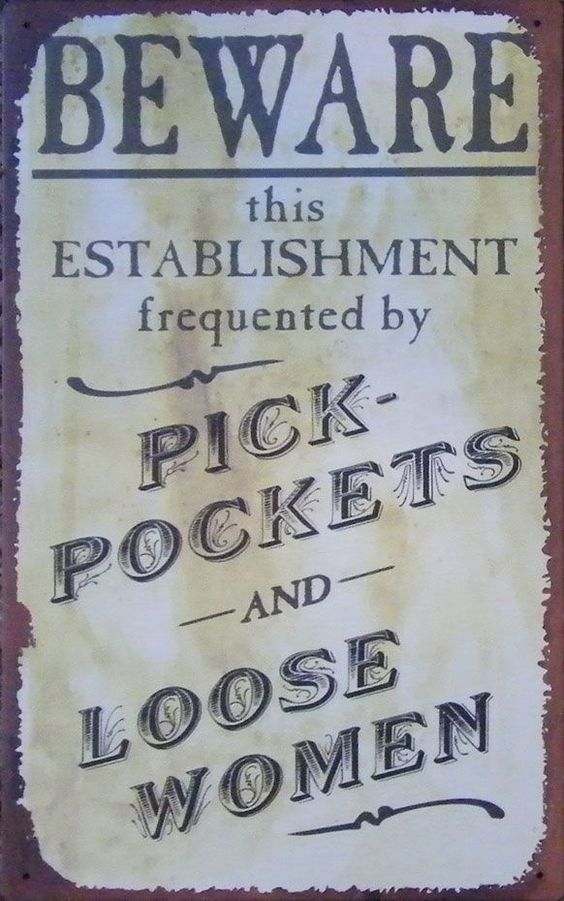 BEWARE
this
ESTABLISHMENT
frequented by
PICK-
POCKETS
AND
LOOSE
WOMEN